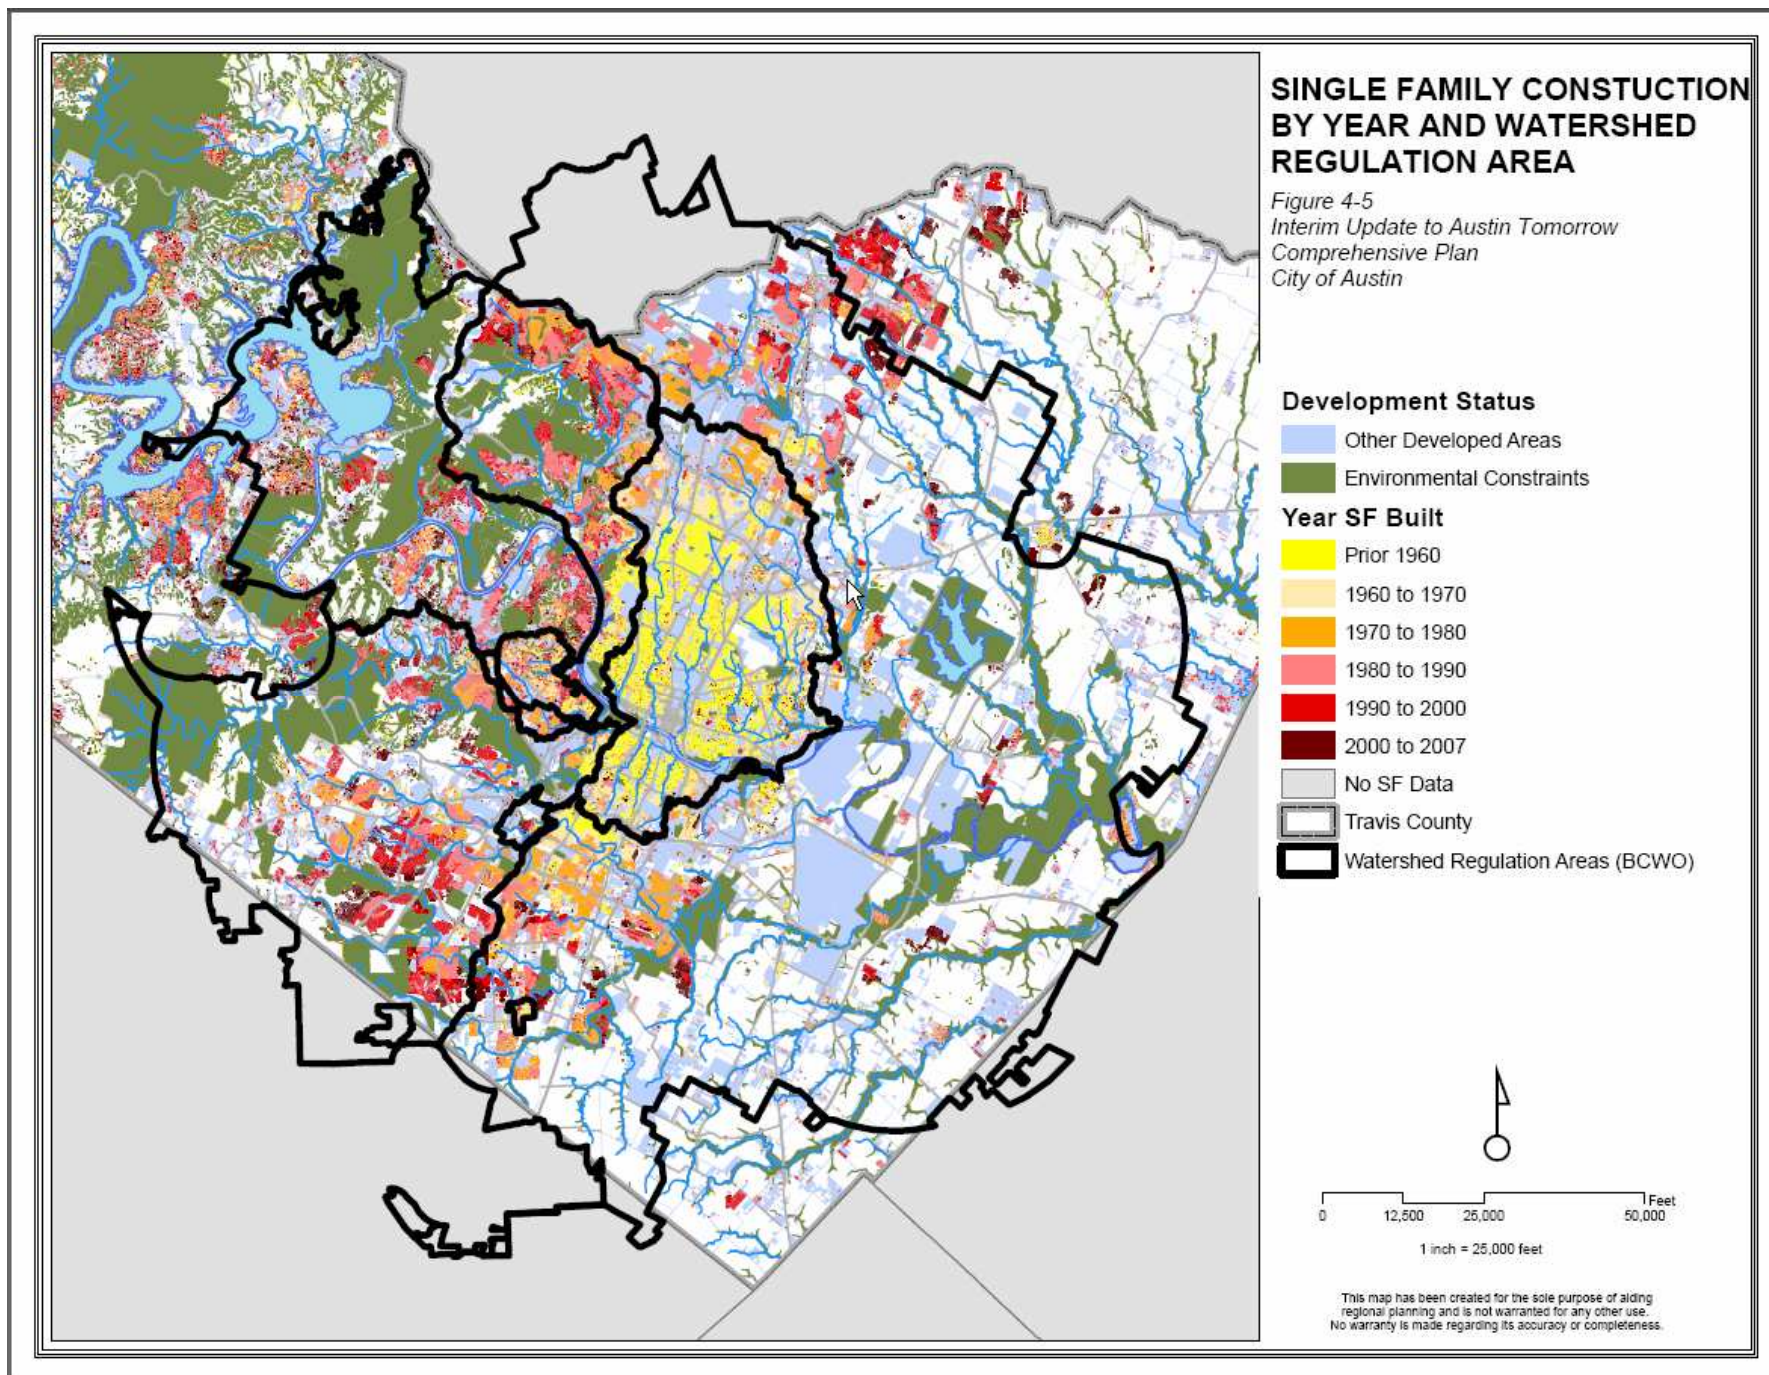 SINGLE FAMILY CONSTUCTION
BY YEAR AND WATERSHED
REGULATION AREA
Figure 4-5
Interim Update to Austin Tomorrow
Comprehensive Plan
City of Austin
Development Status
Other Developed Areas
Environmental Constraints
Year SF Built
Prior 1960
1960 to 1970
1970 to 1980
1980 to 1990
1990 to 2000
2000 to 2007
No SF Data
Travis County
Watershed Regulation Areas (BCWO)
Feet
0 12,500 25,000 50,000
1 inch = 25,000 feet
This map has been created for the sole purpose of aiding
regional planning and is not warranted for any other use.
No warranty is made regarding its accuracy or completeness.